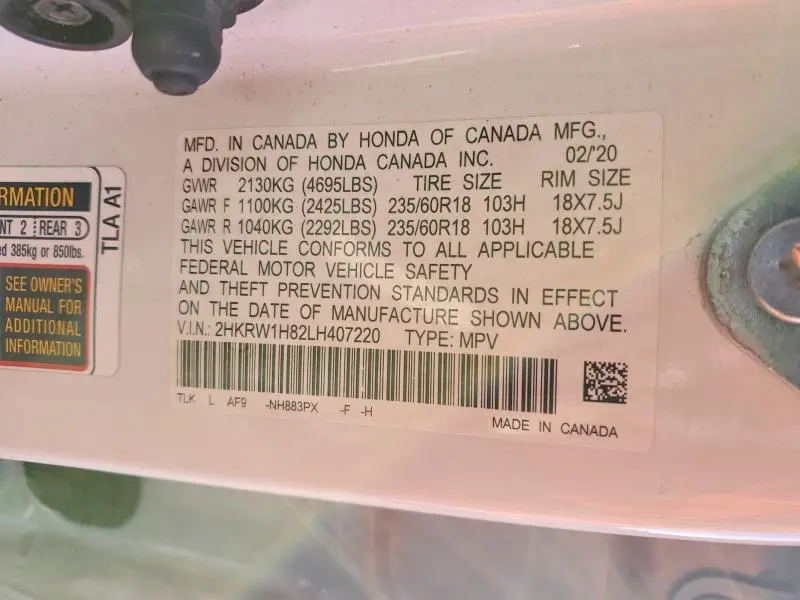 MFD. IN CANADA BY HONDA OF CANADA MFG.,
A DIVISION OF HONDA CANADA INC. 02/'20
GVWR 2130KG (4695LBS) TIRE SIZE RIM SIZE
GAWR F 1100KG (2425LBS) 235/60R18 103H 18X7.5J
GAWR R 1040KG (2292LBS) 235/60R18 103H 18X7.5J
THIS VEHICLE CONFORMS TO ALL APPLICABLE
FEDERAL MOTOR VEHICLE SAFETY
AND THEFT PREVENTION STANDARDS IN EFFECT
ON THE DATE OF MANUFACTURE SHOWN ABOVE.
V.I.N.: 2HKRW1H82LH407220 TYPE: MPV
TLK L AF9 -NH883PX -F -H
MADE IN CANADA
2 REAR 3
385kg or 850lbs.
SEE OWNER'S
MANUAL FOR
ADDITIONAL
INFORMATION
TLA A1